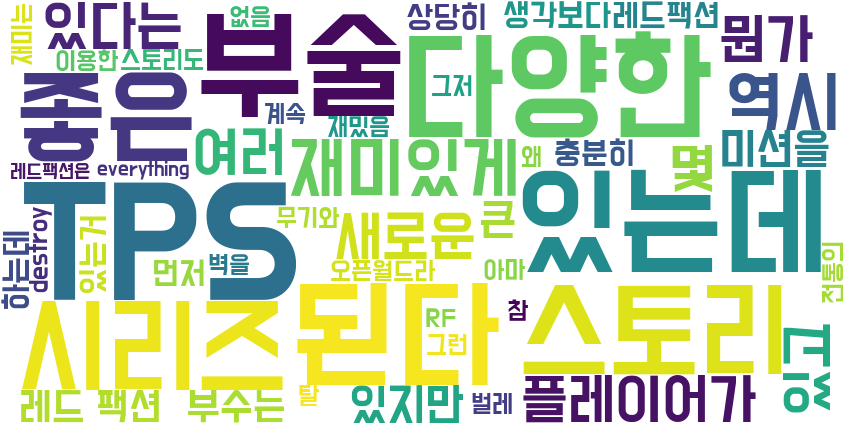 재미는
있다는
부술
없음
상당히
생각보다
레드팩션
뭔가
이용한
스토리도
좋은
계속
그저
다양한
역시
재밌음
여러
재미있게
왜
충분히
몇
미션을
레드팩션은
everything
TPS
무기와
새로운
큰
있는데
하는데
destroy
있는거
먼저
벽을
오픈월드라
아마
전통의
시리즈
된다
RF
그런
참
스토리
있고
레드 팩션
부수는
탈
있지만
벌레
플레이어가